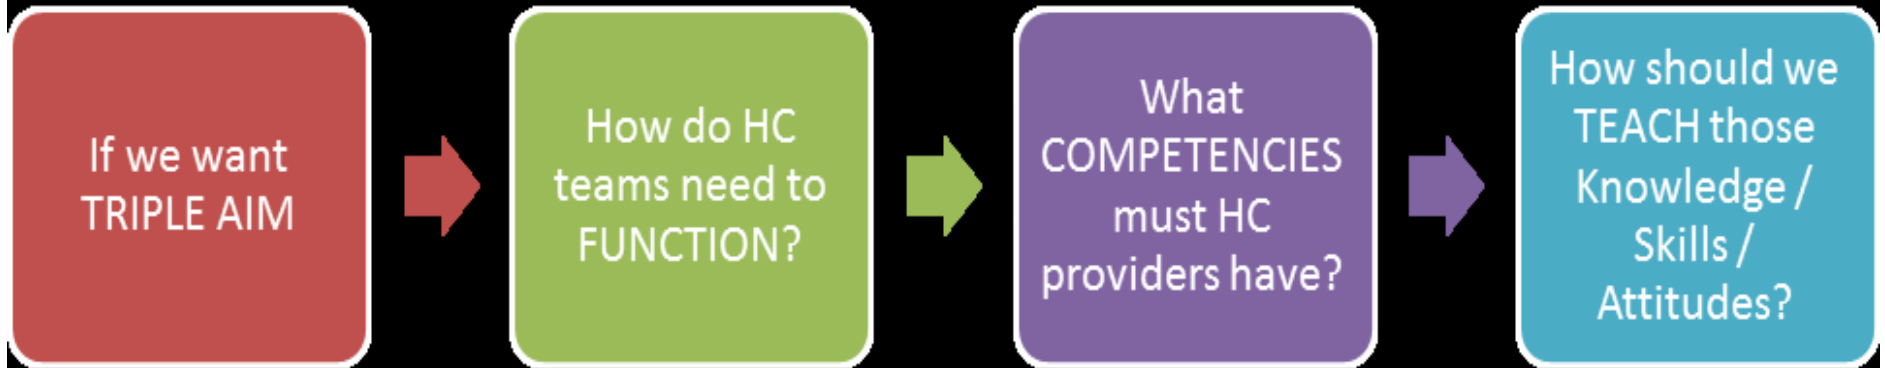 If we want
TRIPLE AIM
How do HC
teams need to
FUNCTION?
What
COMPETENCIES
must HC
providers have?
How should we
TEACH those
Knowledge /
Skills /
Attitudes?